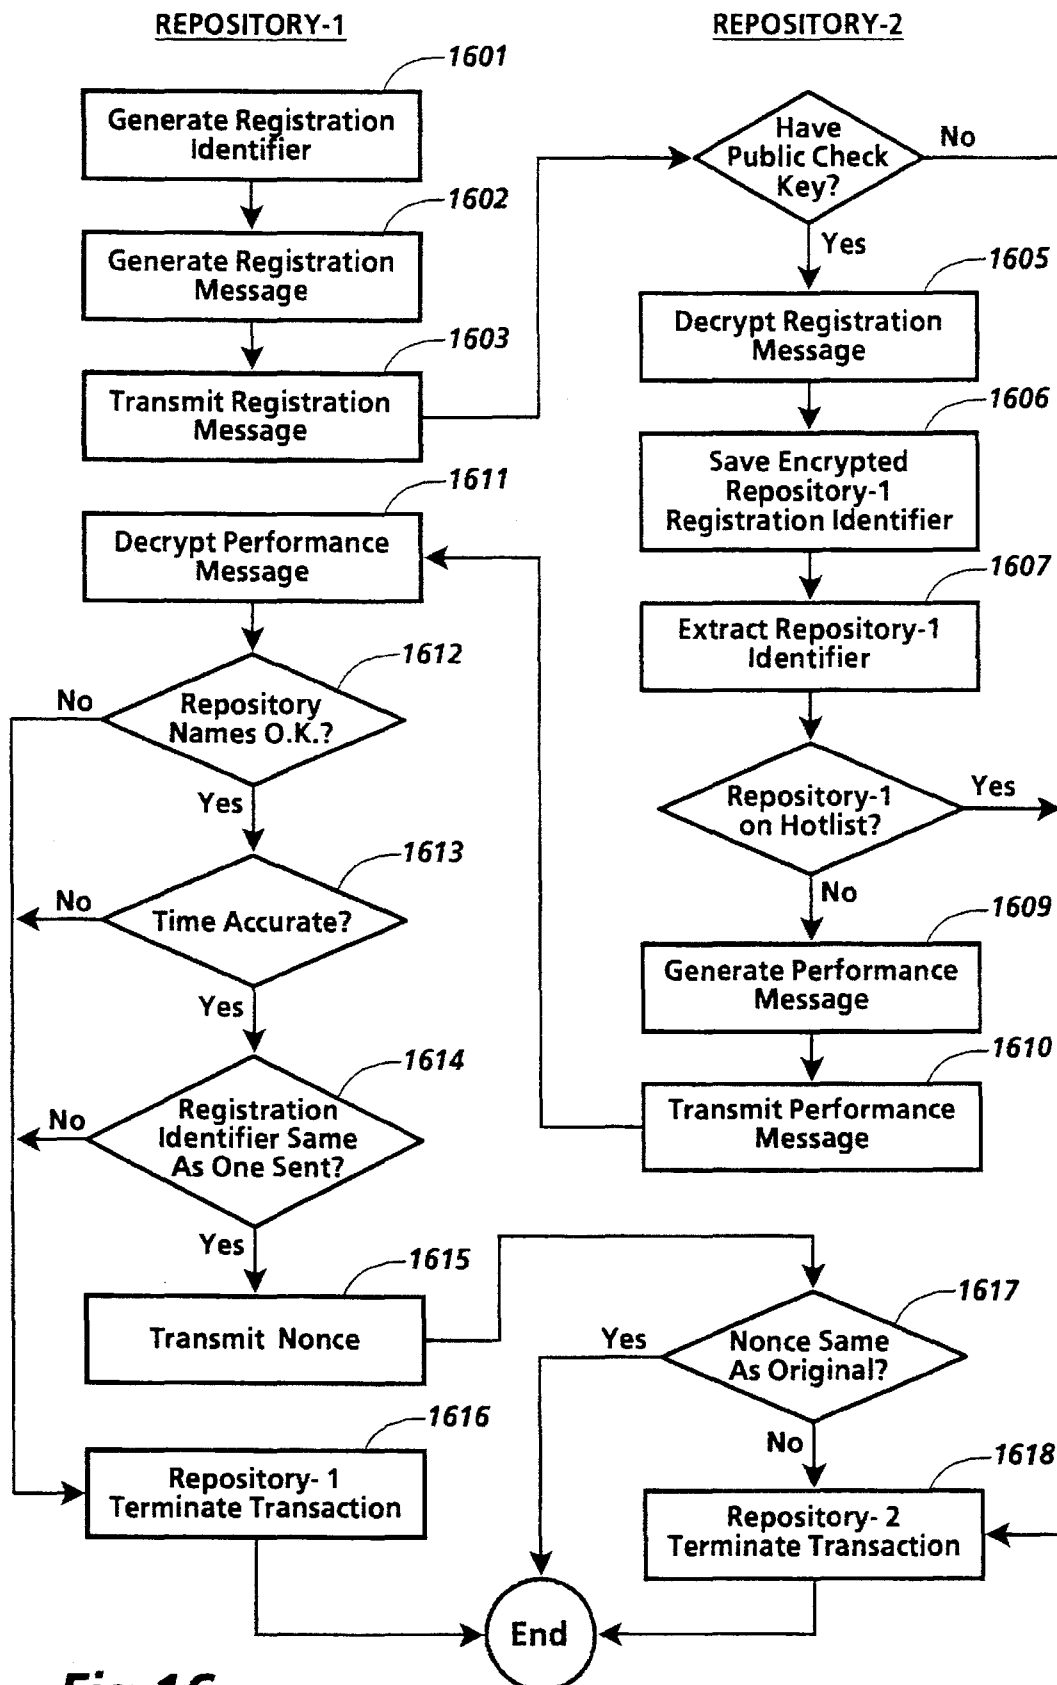 REPOSITORY-1
REPOSITORY-2
1601
Generate Registration
Identifier
1602
Generate Registration
Message
1603
Transmit Registration
Message
Have
Public Check
Key?
No
Yes
1605
Decrypt Registration
Message
1606
Save Encrypted
Repository-1
Registration Identifier
1607
Extract Repository-1
Identifier
Repository-1
on Hotlist?
Yes
No
1609
Generate Performance
Message
1610
Transmit Performance
Message
1611
Decrypt Performance
Message
1612
Repository
Names O.K.?
No
Yes
1613
Time Accurate?
No
Yes
1614
Registration
Identifier Same
As One Sent?
No
Yes
1615
Transmit Nonce
1616
Repository- 1
Terminate Transaction
1617
Nonce Same
As Original?
Yes
No
1618
Repository- 2
Terminate Transaction
End
Fig.16